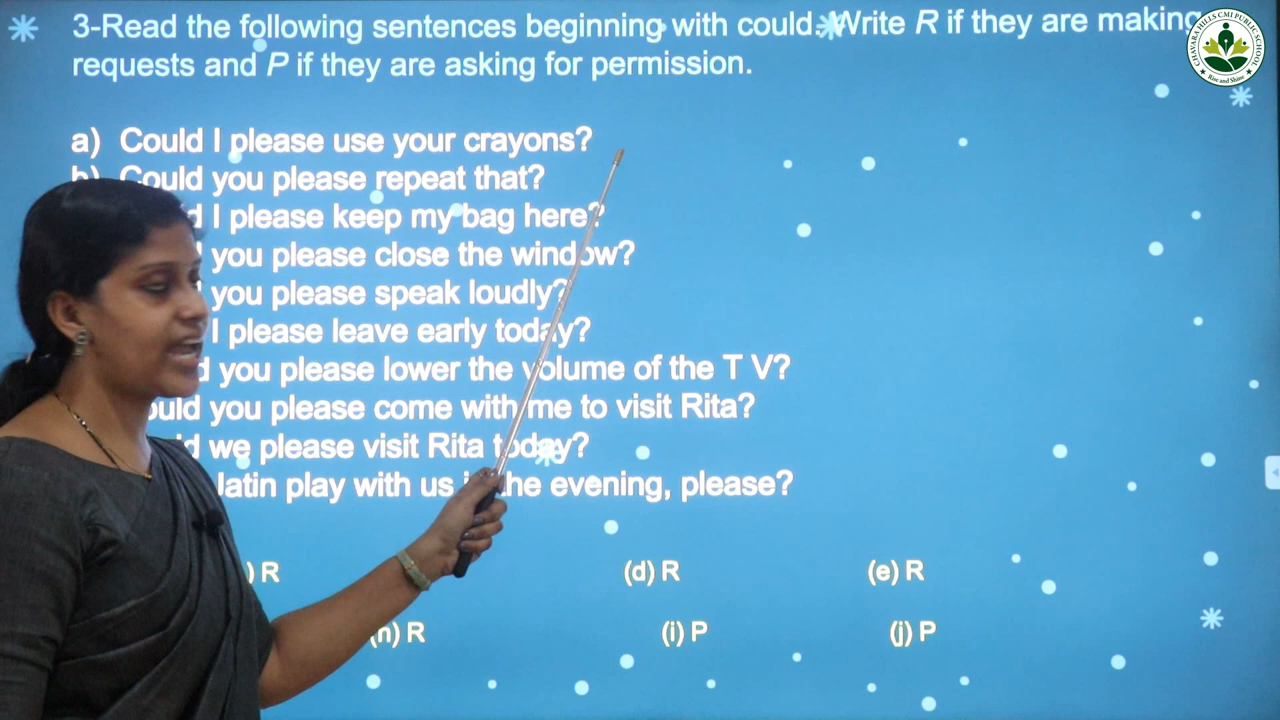 3-Read the following sentences beginning with could. Write R if they are making
requests and P if they are asking for permission.
a) Could I please use your crayons?
b) Could you please repeat that?
I please keep my bag here?
you please close the window?
you please speak loudly?
I please leave early today?
you please lower the volume of the T V?
you please come with me to visit Rita?
we please visit Rita today?
play with us in the evening, please?
) R (d) R (e) R
(h) R (i) P (j) P
CHAVARA HILLS CMI PUBLIC SCHOOL
Rise and Shine